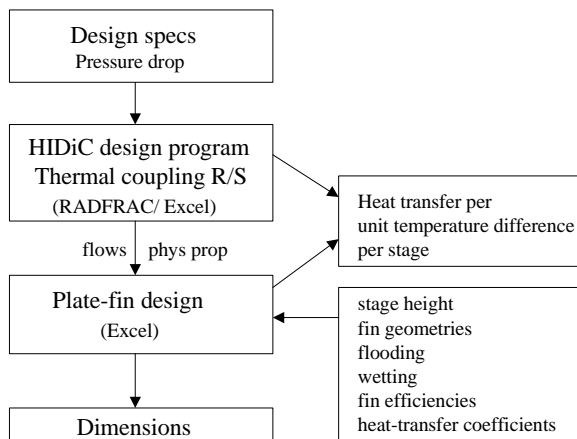 Design specs
Pressure drop
HIDiC design program
Thermal coupling R/S
(RADFRAC/ Excel)
Heat transfer per
unit temperature difference
per stage
flows phys prop
Plate-fin design
(Excel)
stage height
fin geometries
flooding
wetting
fin efficiencies
heat-transfer coefficients
Dimensions